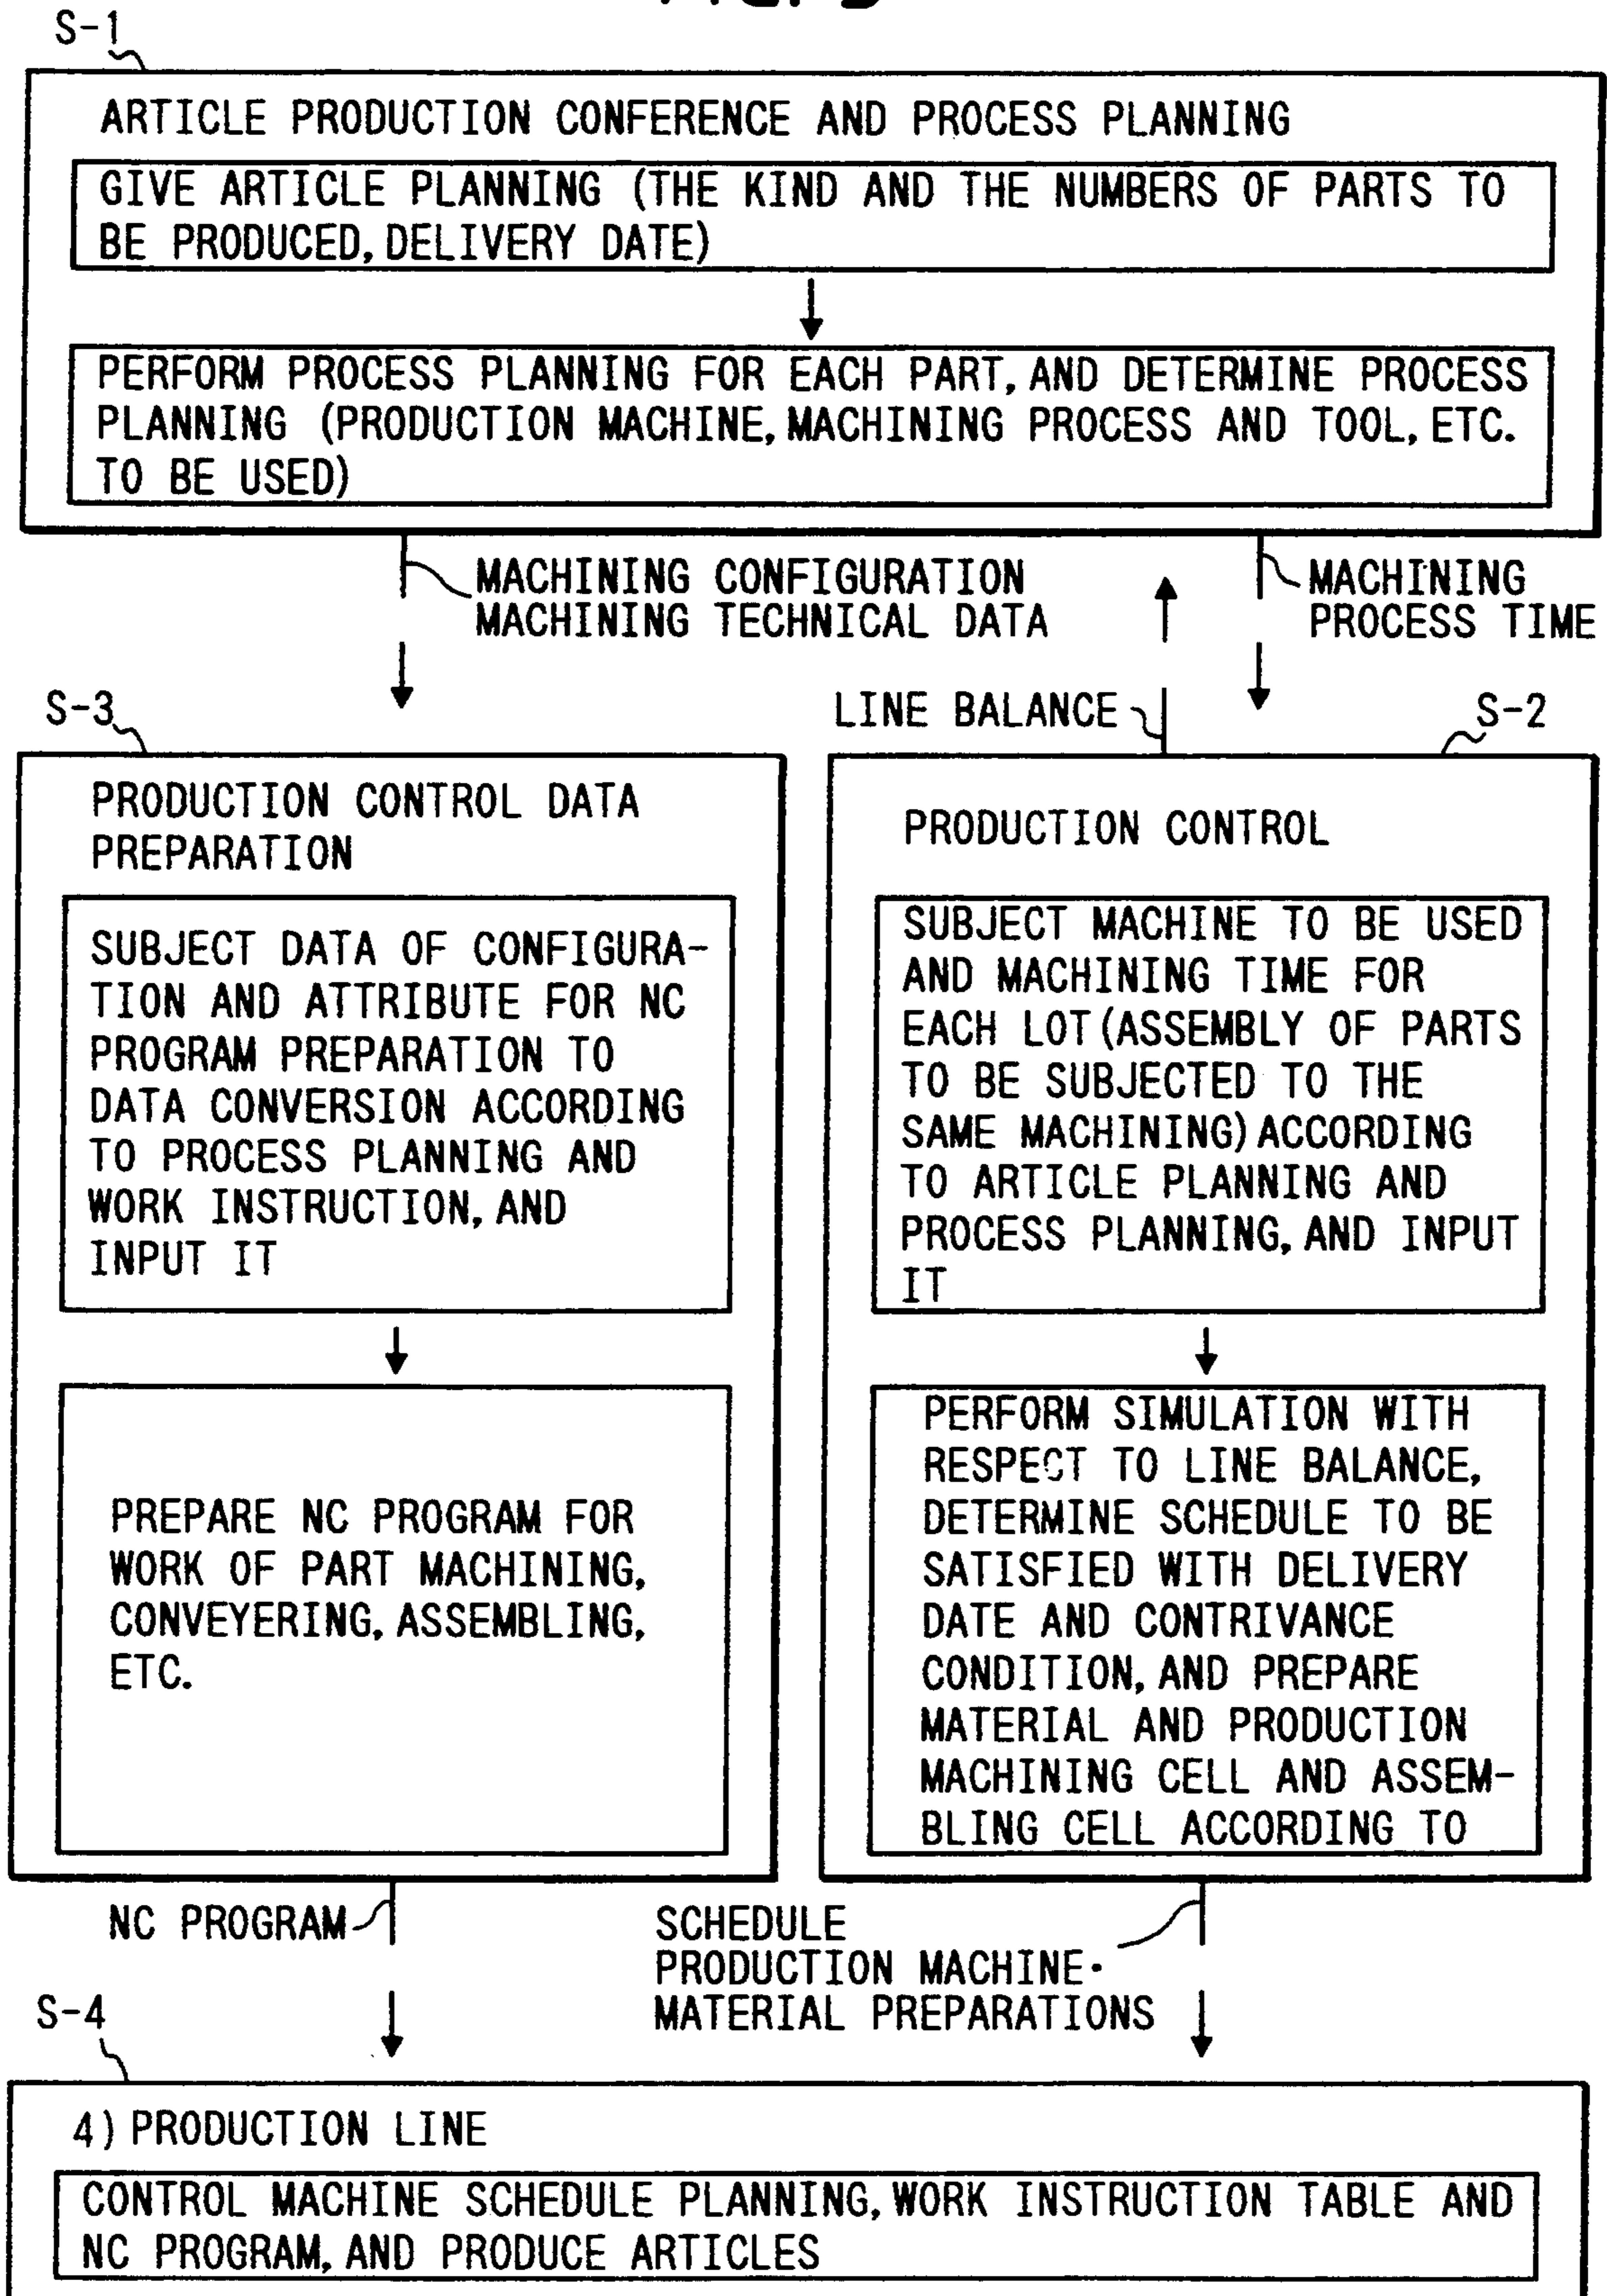 S-1
ARTICLE PRODUCTION CONFERENCE AND PROCESS PLANNING
GIVE ARTICLE PLANNING (THE KIND AND THE NUMBERS OF PARTS TO
BE PRODUCED, DELIVERY DATE)
PERFORM PROCESS PLANNING FOR EACH PART, AND DETERMINE PROCESS
PLANNING (PRODUCTION MACHINE, MACHINING PROCESS AND TOOL, ETC.
TO BE USED)
MACHINING CONFIGURATION
MACHINING TECHNICAL DATA
MACHINING
PROCESS TIME
LINE BALANCE
S-3
PRODUCTION CONTROL DATA
PREPARATION
SUBJECT DATA OF CONFIGURA-
TION AND ATTRIBUTE FOR NC
PROGRAM PREPARATION TO
DATA CONVERSION ACCORDING
TO PROCESS PLANNING AND
WORK INSTRUCTION, AND
INPUT IT
PREPARE NC PROGRAM FOR
WORK OF PART MACHINING,
CONVEYERING, ASSEMBLING,
ETC.
NC PROGRAM
S-2
PRODUCTION CONTROL
SUBJECT MACHINE TO BE USED
AND MACHINING TIME FOR
EACH LOT (ASSEMBLY OF PARTS
TO BE SUBJECTED TO THE
SAME MACHINING) ACCORDING
TO ARTICLE PLANNING AND
PROCESS PLANNING, AND INPUT
IT
PERFORM SIMULATION WITH
RESPECT TO LINE BALANCE,
DETERMINE SCHEDULE TO BE
SATISFIED WITH DELIVERY
DATE AND CONTRIVANCE
CONDITION, AND PREPARE
MATERIAL AND PRODUCTION
MACHINING CELL AND ASSEM-
BLING CELL ACCORDING TO
SCHEDULE
PRODUCTION MACHINE·
MATERIAL PREPARATIONS
S-4
4) PRODUCTION LINE
CONTROL MACHINE SCHEDULE PLANNING, WORK INSTRUCTION TABLE AND
NC PROGRAM, AND PRODUCE ARTICLES